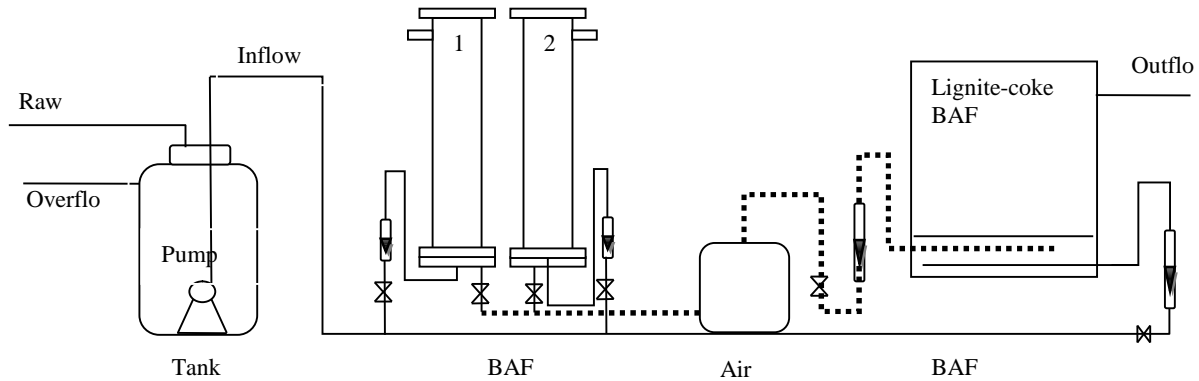 Inflow
1
2
Raw
Overflo
Pump
Lignite-coke
BAF
Outflo
Tank
BAF
Air
BAF